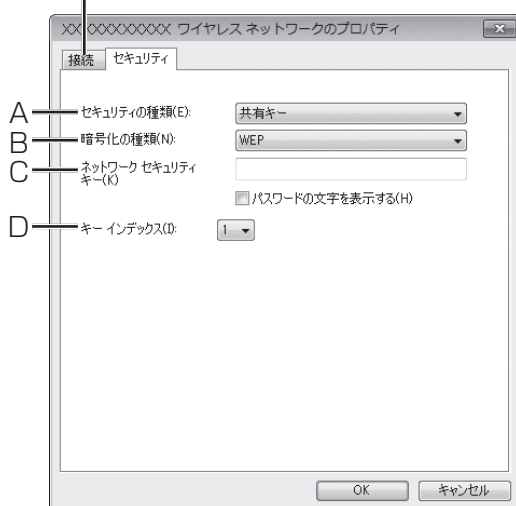 XXXXXXXXXXXX ワイヤレス ネットワークのプロパティ
接続 セキュリティ
A セキュリティの種類(E): 共有キー
B 暗号化の種類(N): WEP
C ネットワーク セキュリティ
キー(K)
パスワードの文字を表示する(H)
D キー インデックス(I): 1
OK キャンセル